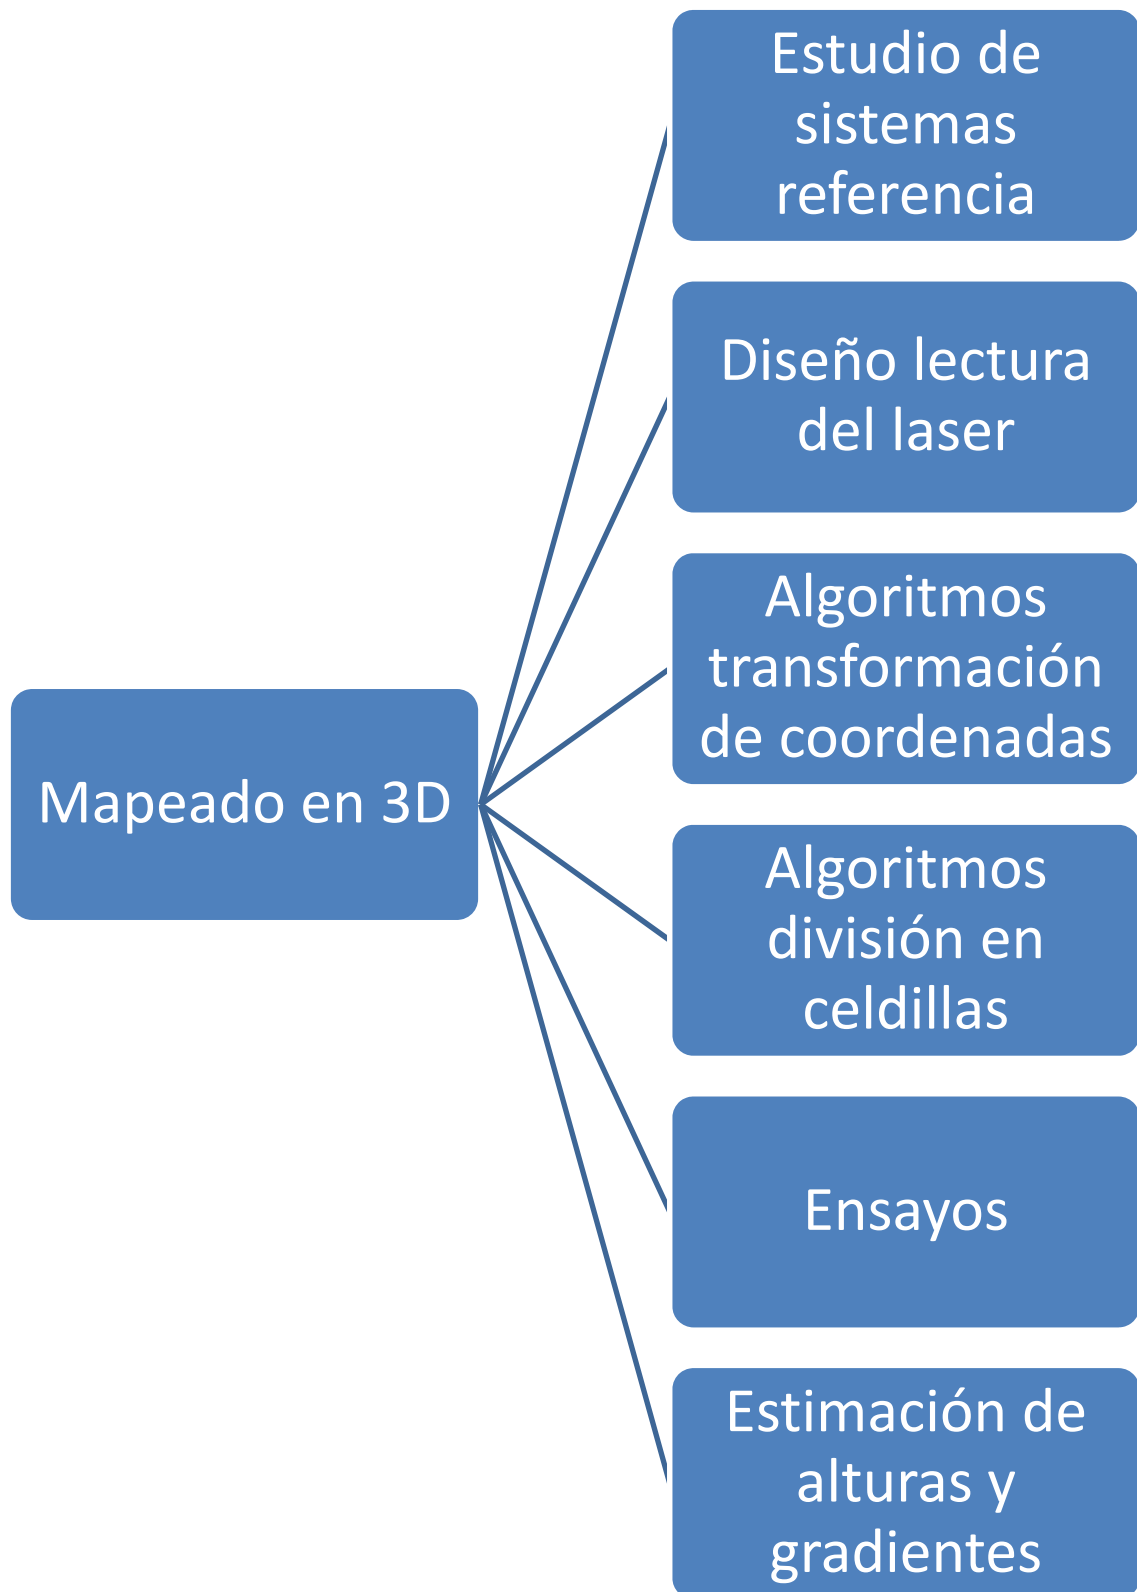 Estudio de
sistemas
referencia
Diseño lectura
del laser
Algoritmos
transformación
de coordenadas
Mapeado en 3D
Algoritmos
división en
celdillas
Ensayos
Estimación de
alturas y
gradientes